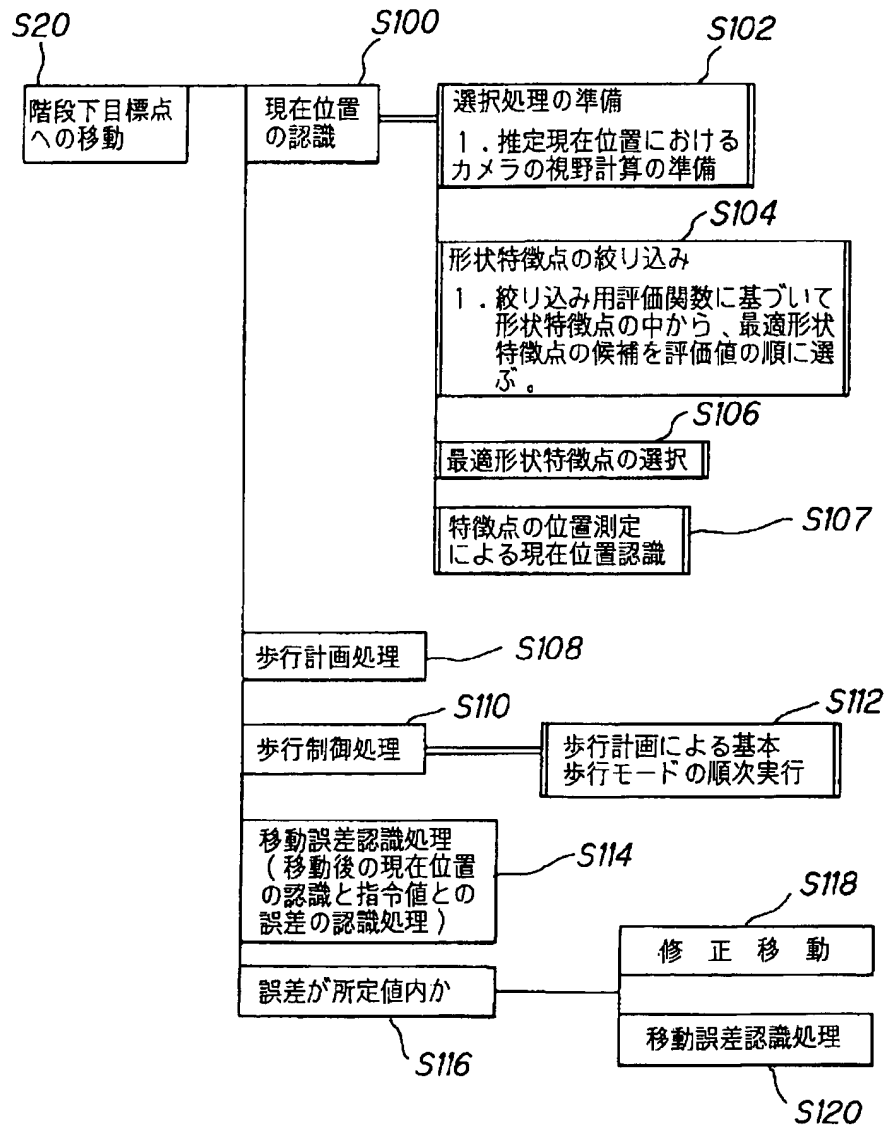 S20
階段下目標点
への移動
S100
現在位置
の認識
S102
選択処理の準備
1．推定現在位置における
カメラの視野計算の準備
S104
形状特徴点の絞り込み
1．絞り込み用評価関数に基づいて
形状特徴点の中から、最適形状
特徴点の候補を評価値の順に選
ぶ。
S106
最適形状特徴点の選択
S107
特徴点の位置測定
による現在位置認識
S108
歩行計画処理
S110
歩行制御処理
S112
歩行計画による基本
歩行モードの順次実行
S114
移動誤差認識処理
(移動後の現在位置
の認識と指令値との
誤差の認識処理)
S116
誤差が所定値内か
S118
修正移動
移動誤差認識処理
S120